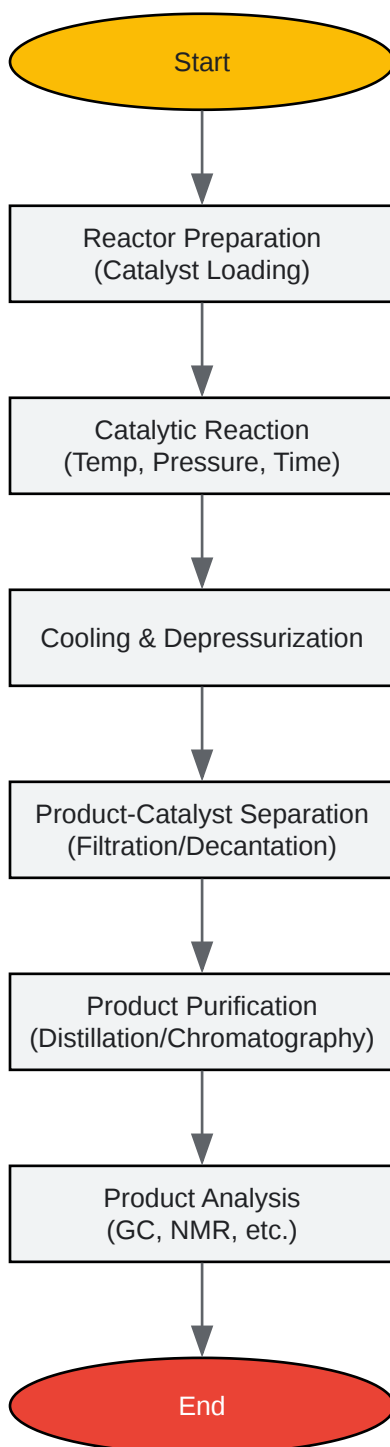 Start
Reactor Preparation
(Catalyst Loading)
Catalytic Reaction
(Temp, Pressure, Time)
Cooling & Depressurization
Product-Catalyst Separation
(Filtration/Decantation)
Product Purification
(Distillation/Chromatography)
Product Analysis
(GC, NMR, etc.)
End